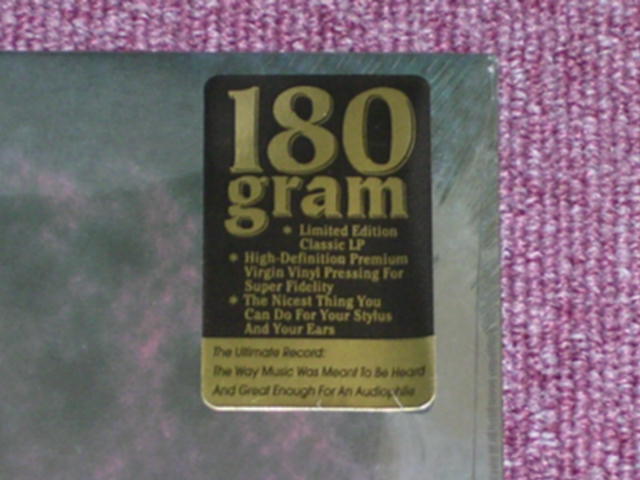 180
gram
* Limited Edition
Classic LP
* High-Definition Premium
Virgin Vinyl Pressing For
Super Fidelity
* The Nicest Thing You
Can Do For Your Stylus
And Your Ears
The Ultimate Record:
The Way Music Was Meant To Be Heard
And Great Enough For An Audiophile